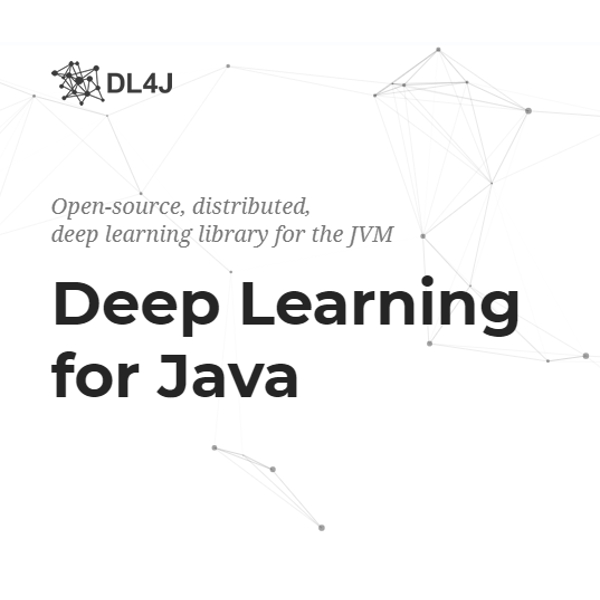 DL4J
Open-source, distributed,
deep learning library for the JVM
Deep Learning
for Java